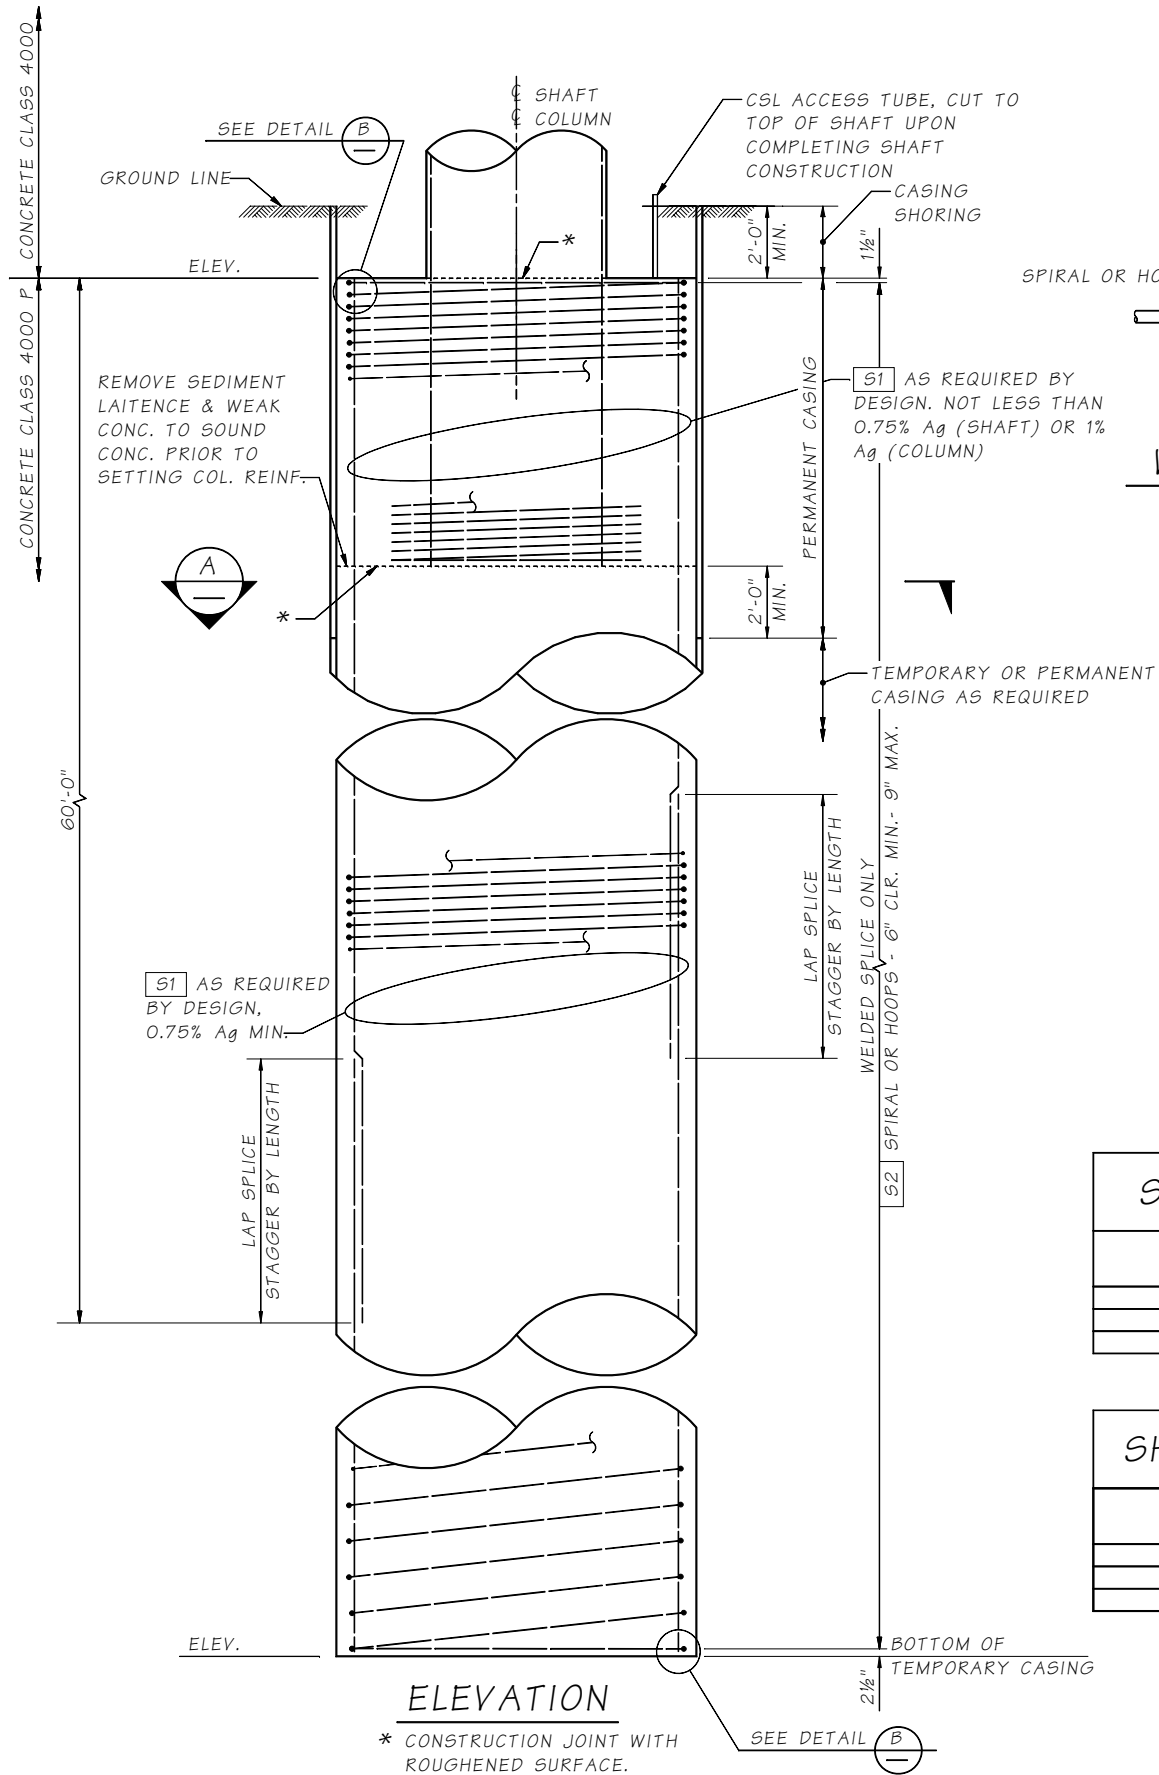 CONCRETE CLASS 4000
CONCRETE CLASS 4000 P
℄ SHAFT
℄ COLUMN
SEE DETAIL B
GROUND LINE
ELEV.
CSL ACCESS TUBE, CUT TO
TOP OF SHAFT UPON
COMPLETING SHAFT
CONSTRUCTION
CASING
SHORING
2'-0"
MIN.
1½"
*
SPIRAL OR HO
REMOVE SEDIMENT
LAITENCE & WEAK
CONC. TO SOUND
CONC. PRIOR TO
SETTING COL. REINF.
PERMANENT CASING
S1 AS REQUIRED BY
DESIGN. NOT LESS THAN
0.75% Ag (SHAFT) OR 1%
Ag (COLUMN)
A
*
2'-0"
MIN.
TEMPORARY OR PERMANENT
CASING AS REQUIRED
60'-0"
LAP SPLICE
STAGGER BY LENGTH
WELDED SPLICE ONLY
S2 SPIRAL OR HOOPS - 6" CLR. MIN.- 9" MAX.
S1 AS REQUIRED
BY DESIGN,
0.75% Ag MIN.
LAP SPLICE
STAGGER BY LENGTH
S
SH
ELEV.
BOTTOM OF
TEMPORARY CASING
2½"
ELEVATION
* CONSTRUCTION JOINT WITH
ROUGHENED SURFACE.
SEE DETAIL B